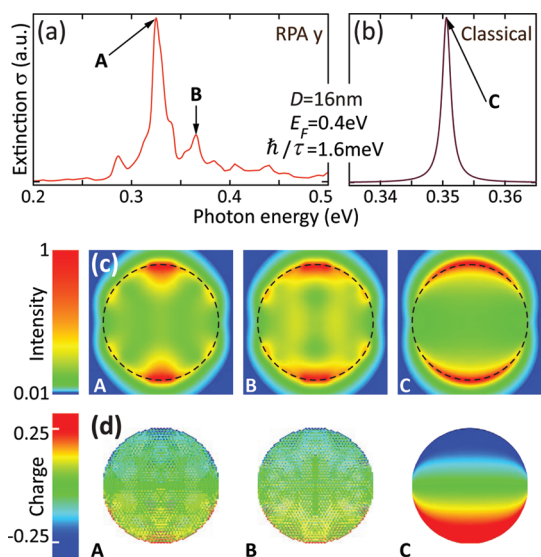 (a)
RPA y
A
B
Extinction σ (a.u.)
0.2
0.3
0.4
0.5
(b)
Classical
C
D=16nm
E_F=0.4eV
ℏ/τ=1.6meV
0.34
0.35
0.36
Photon energy (eV)
(c)
1
Intensity
0.01
A
B
C
(d)
0.25
Charge
-0.25
A
B
C